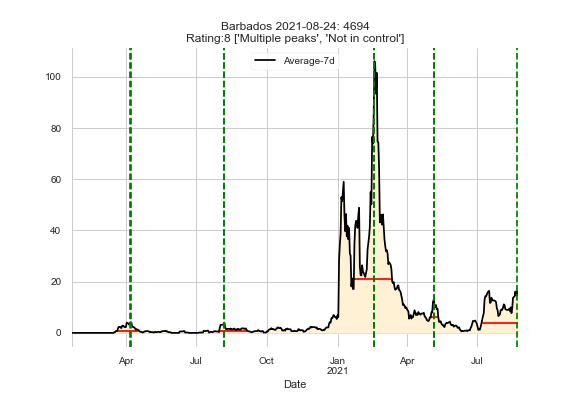 Barbados 2021-08-24: 4694
Rating:8 ['Multiple peaks', 'Not in control']
Average-7d
100
80
60
40
20
0
Apr Jul Oct Jan Apr Jul
2021
Date